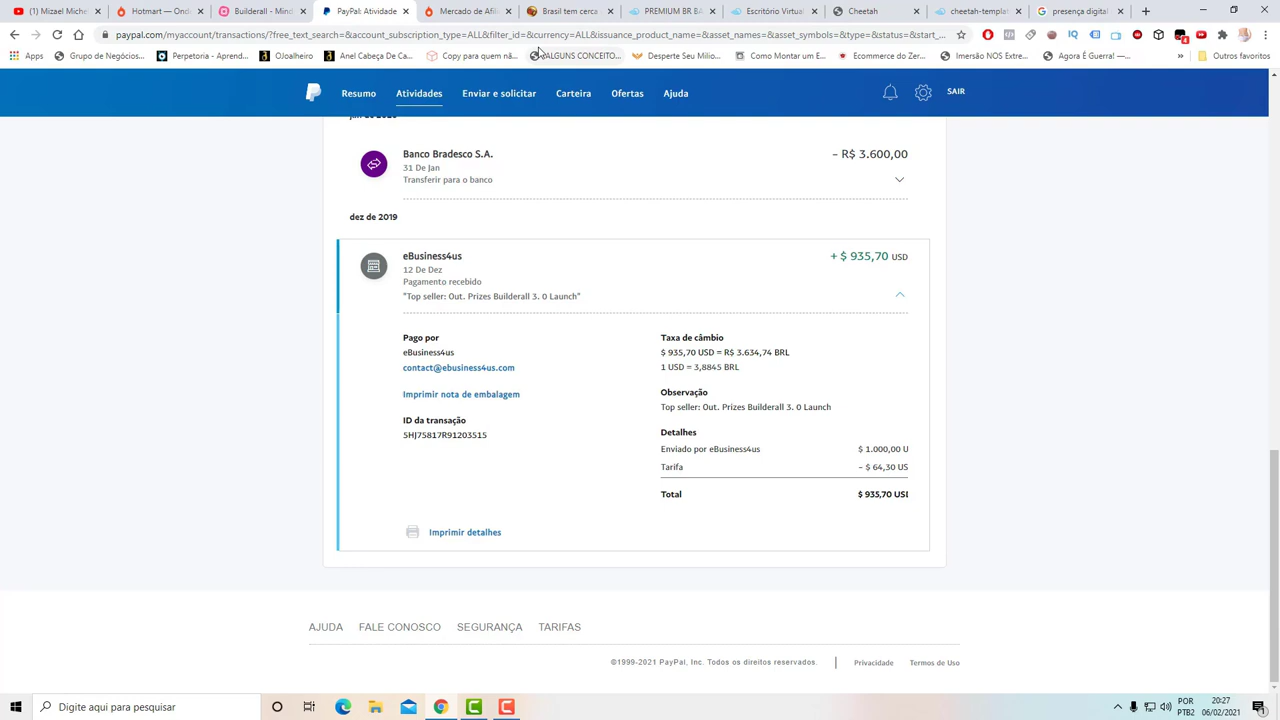 Mizael Miche
Hotmart — Ond
Builderall - Mind
PayPal: Atividade
Mercado de Afili
Brasil tem cerca
PREMIUM BR BA
Escritório Virtual
Cheetah
cheetah-templat
presença digital
paypal.com/myaccount/transactions/?free_text_search=&account_subscription_type=ALL&filter_id=&currency=ALL&issuance_product_name=&asset_names=&asset_symbols=&type=&status=&start_...
Apps
Grupo de Negócio...
Perpetoria - Aprend...
OJoalheiro
Anel Cabeça De Ca...
Copy para quem nã...
ALGUNS CONCEITO...
Desperte Seu Milio...
Como Montar um E...
Ecommerce do Zer...
Imersão NOS Extre...
Agora É Guerra! —...
»
Outros favoritos
Resumo
Atividades
Enviar e solicitar
Carteira
Ofertas
Ajuda
SAIR
Banco Bradesco S.A.
− R$ 3.600,00
31 De Jan
Transferir para o banco
dez de 2019
eBusiness4us
+ $ 935,70 USD
12 De Dez
Pagamento recebido
"Top seller: Out. Prizes Builderall 3. 0 Launch"
Pago por
eBusiness4us
contact@ebusiness4us.com
Imprimir nota de embalagem
ID da transação
5HJ75817R91203515
Taxa de câmbio
$ 935,70 USD = R$ 3.634,74 BRL
1 USD = 3,8845 BRL
Observação
Top seller: Out. Prizes Builderall 3. 0 Launch
Detalhes
Enviado por eBusiness4us $ 1.000,00 U
Tarifa − $ 64,30 US
Total $ 935,70 USD
Imprimir detalhes
AJUDA FALE CONOSCO SEGURANÇA TARIFAS
©1999-2021 PayPal, Inc. Todos os direitos reservados. | Privacidade Termos de Uso
Digite aqui para pesquisar
POR
PTB2
20:27
06/02/2021